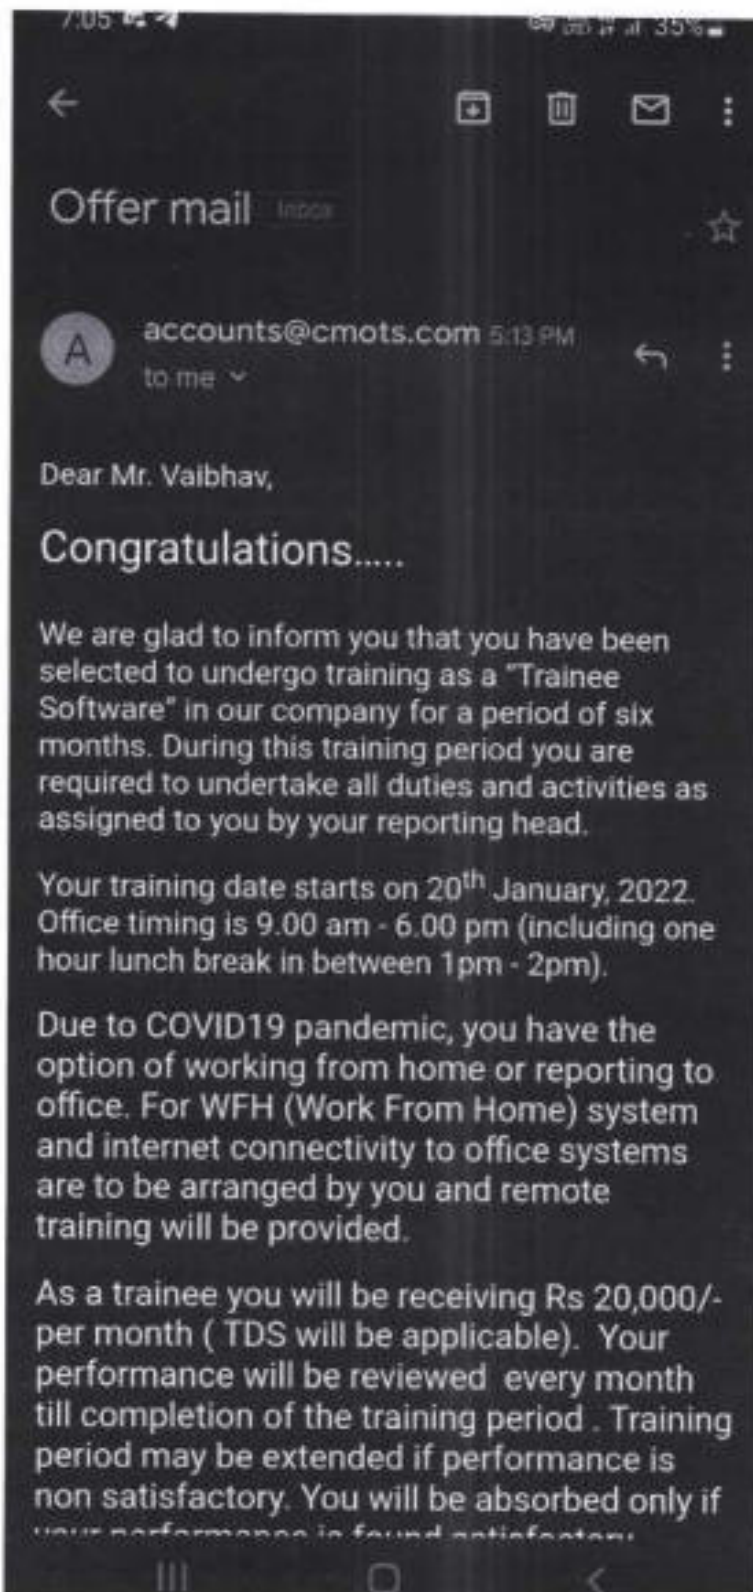 7:05
35%
Offer mail Inbox
A
accounts@cmots.com 5:13 PM
to me
Dear Mr. Vaibhav,
Congratulations.....
We are glad to inform you that you have been
selected to undergo training as a "Trainee
Software" in our company for a period of six
months. During this training period you are
required to undertake all duties and activities as
assigned to you by your reporting head.
Your training date starts on 20th January, 2022.
Office timing is 9.00 am - 6.00 pm (including one
hour lunch break in between 1pm - 2pm).
Due to COVID19 pandemic, you have the
option of working from home or reporting to
office. For WFH (Work From Home) system
and internet connectivity to office systems
are to be arranged by you and remote
training will be provided.
As a trainee you will be receiving Rs 20,000/-
per month ( TDS will be applicable).  Your
performance will be reviewed  every month
till completion of the training period . Training
period may be extended if performance is
non satisfactory. You will be absorbed only if
your performance is found satisfactory